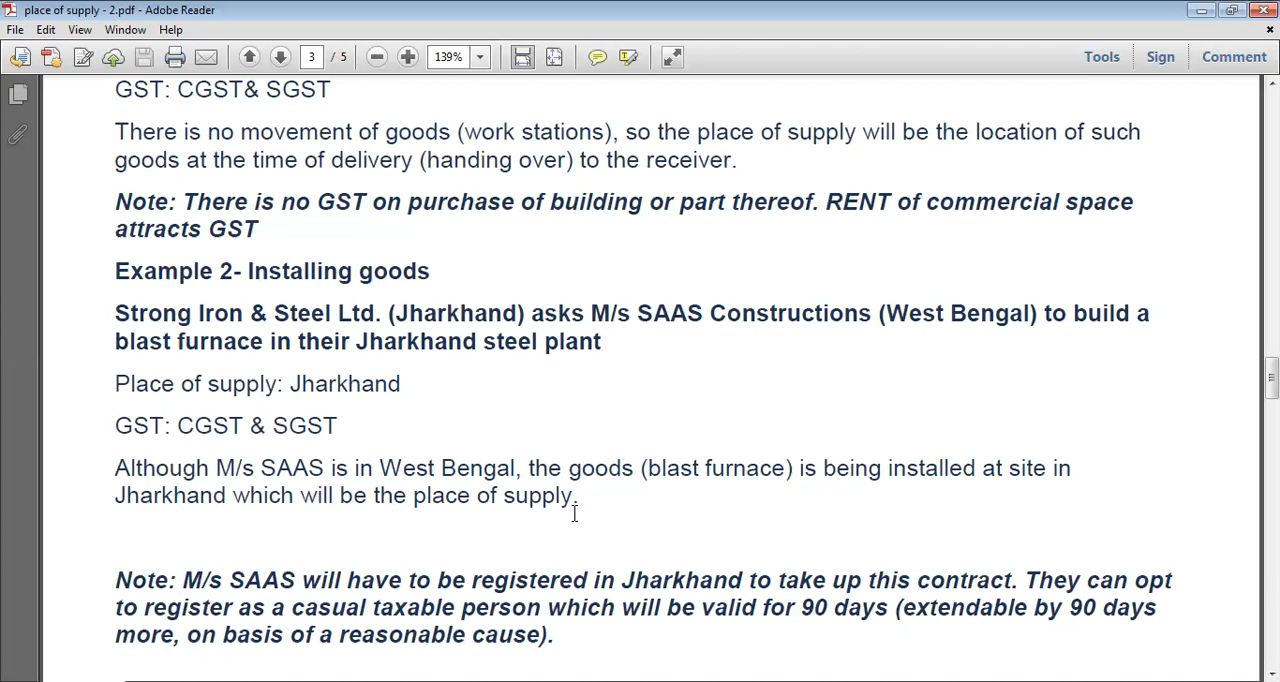 place of supply - 2.pdf - Adobe Reader
File Edit View Window Help
3 / 5 139% Tools Sign Comment
GST: CGST& SGST
There is no movement of goods (work stations), so the place of supply will be the location of such
goods at the time of delivery (handing over) to the receiver.
Note: There is no GST on purchase of building or part thereof. RENT of commercial space
attracts GST
Example 2- Installing goods
Strong Iron & Steel Ltd. (Jharkhand) asks M/s SAAS Constructions (West Bengal) to build a
blast furnace in their Jharkhand steel plant
Place of supply: Jharkhand
GST: CGST & SGST
Although M/s SAAS is in West Bengal, the goods (blast furnace) is being installed at site in
Jharkhand which will be the place of supply.
Note: M/s SAAS will have to be registered in Jharkhand to take up this contract. They can opt
to register as a casual taxable person which will be valid for 90 days (extendable by 90 days
more, on basis of a reasonable cause).